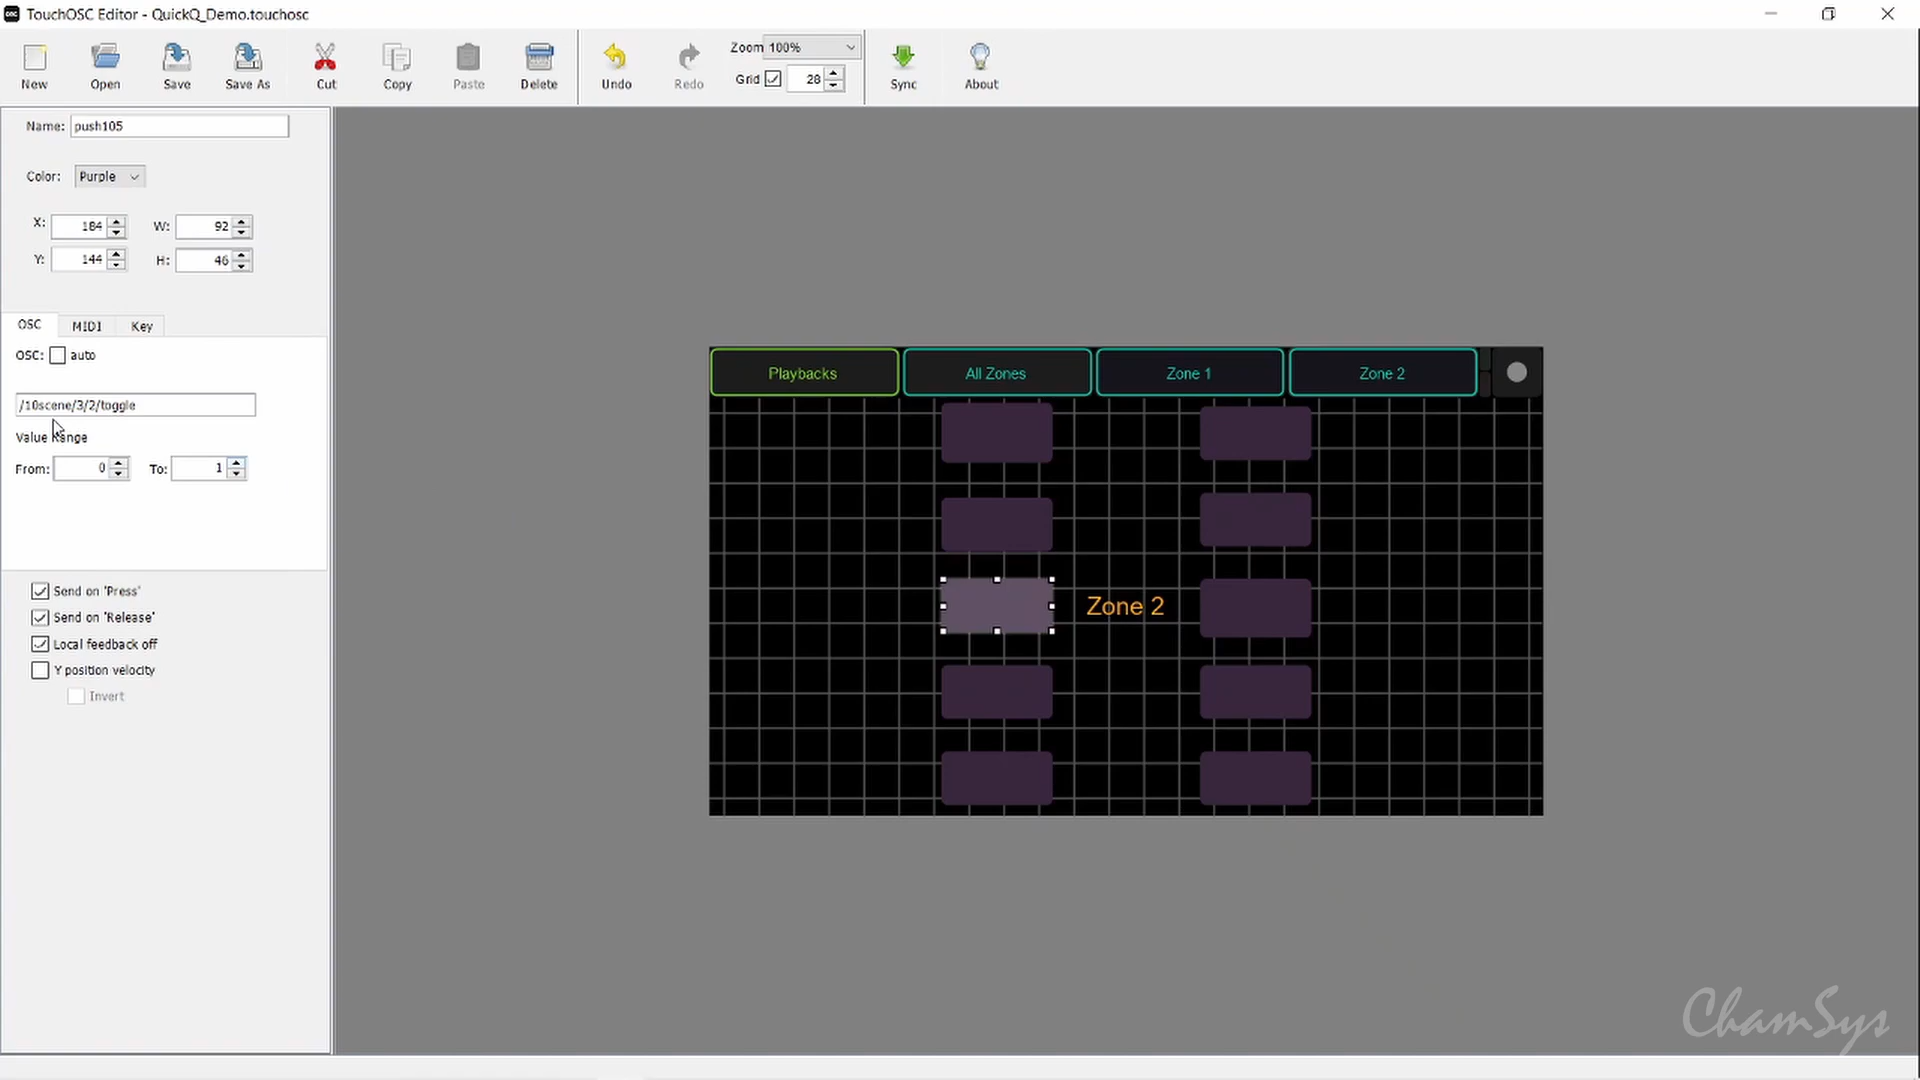 TouchOSC Editor - QuickQ_Demo.touchosc
New
Open
Save
Save As
Cut
Copy
Paste
Delete
Undo
Redo
Zoom 100%
Grid 28
Sync
About
Name: push105
Color: Purple
X: 184 W: 92
Y: 144 H: 46
OSC MIDI Key
OSC: auto
/10scene/3/2/toggle
Value Range
From: 0 To: 1
Send on 'Press'
Send on 'Release'
Local feedback off
Y position velocity
Invert
Playbacks
All Zones
Zone 1
Zone 2
Zone 2
ChamSys